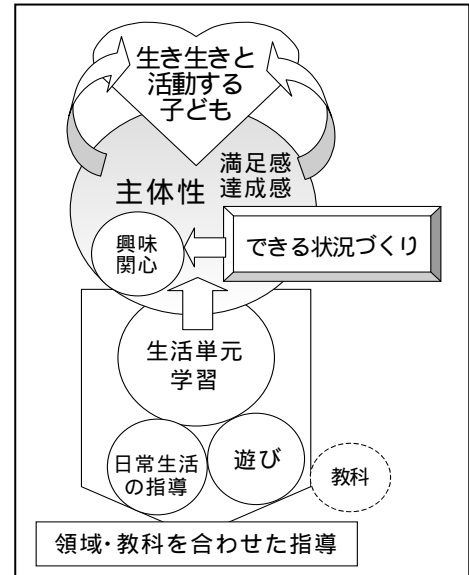 生き生きと
活動する
子ども
満足感
達成感
主体性
興味
関心
できる状況づくり
生活単元
学習
日常生活
の指導
遊び
教科
領域・教科を合わせた指導